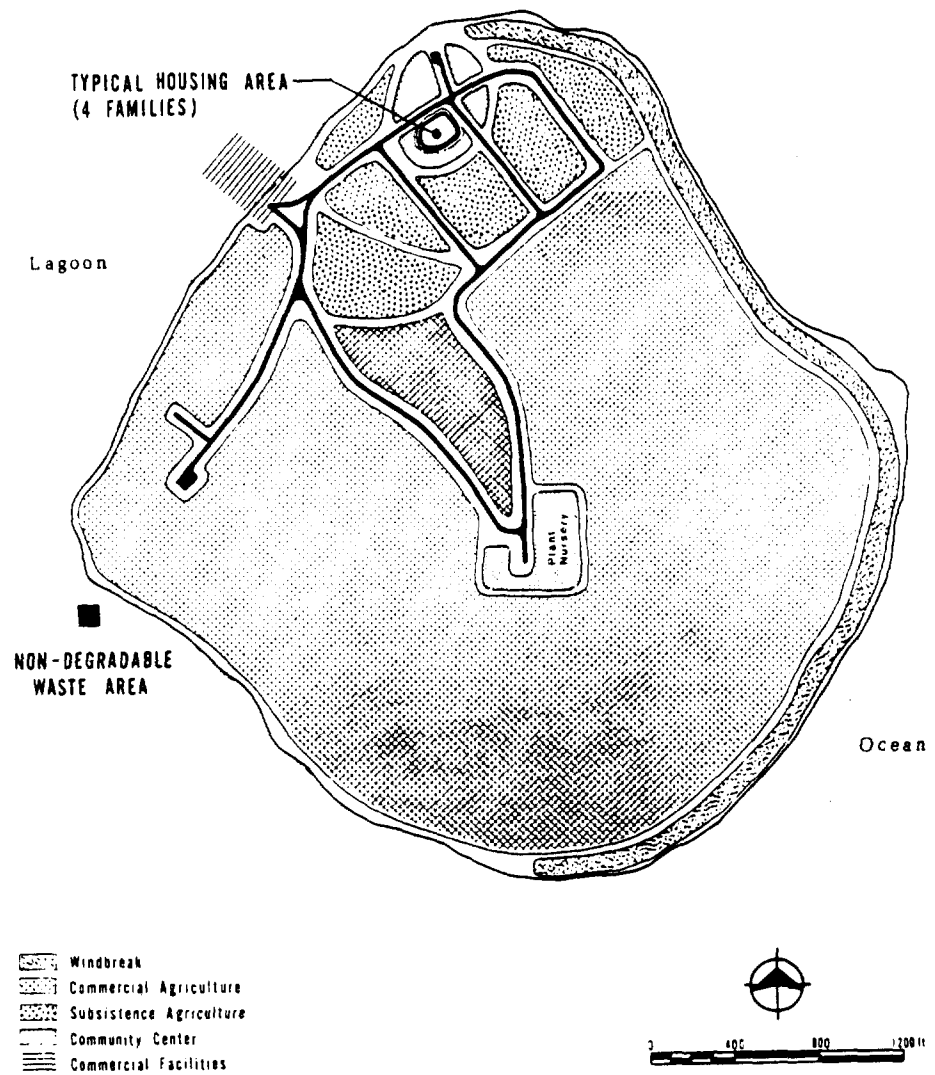 TYPICAL HOUSING AREA
(4 FAMILIES)
Lagoon
Plant
Nursery
NON-DEGRADABLE
WASTE AREA
Ocean
Windbreak
Commercial Agriculture
Subsistence Agriculture
Community Center
Commercial Facilities
0 400 800 1200 ft